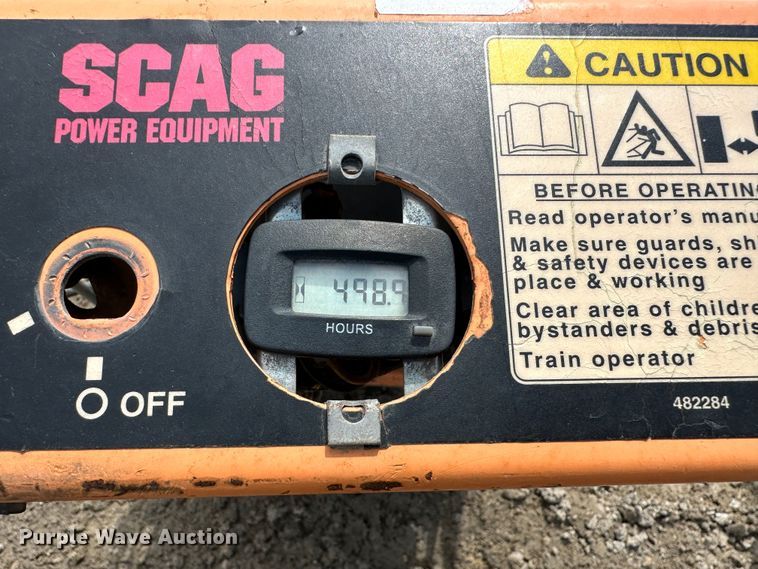 SCAG
POWER EQUIPMENT
CAUTION
BEFORE OPERATING
Read operator's manu
Make sure guards, sh
& safety devices are
place & working
Clear area of childre
bystanders & debris
Train operator
498.9
HOURS
OFF
482284
Purple Wave Auction